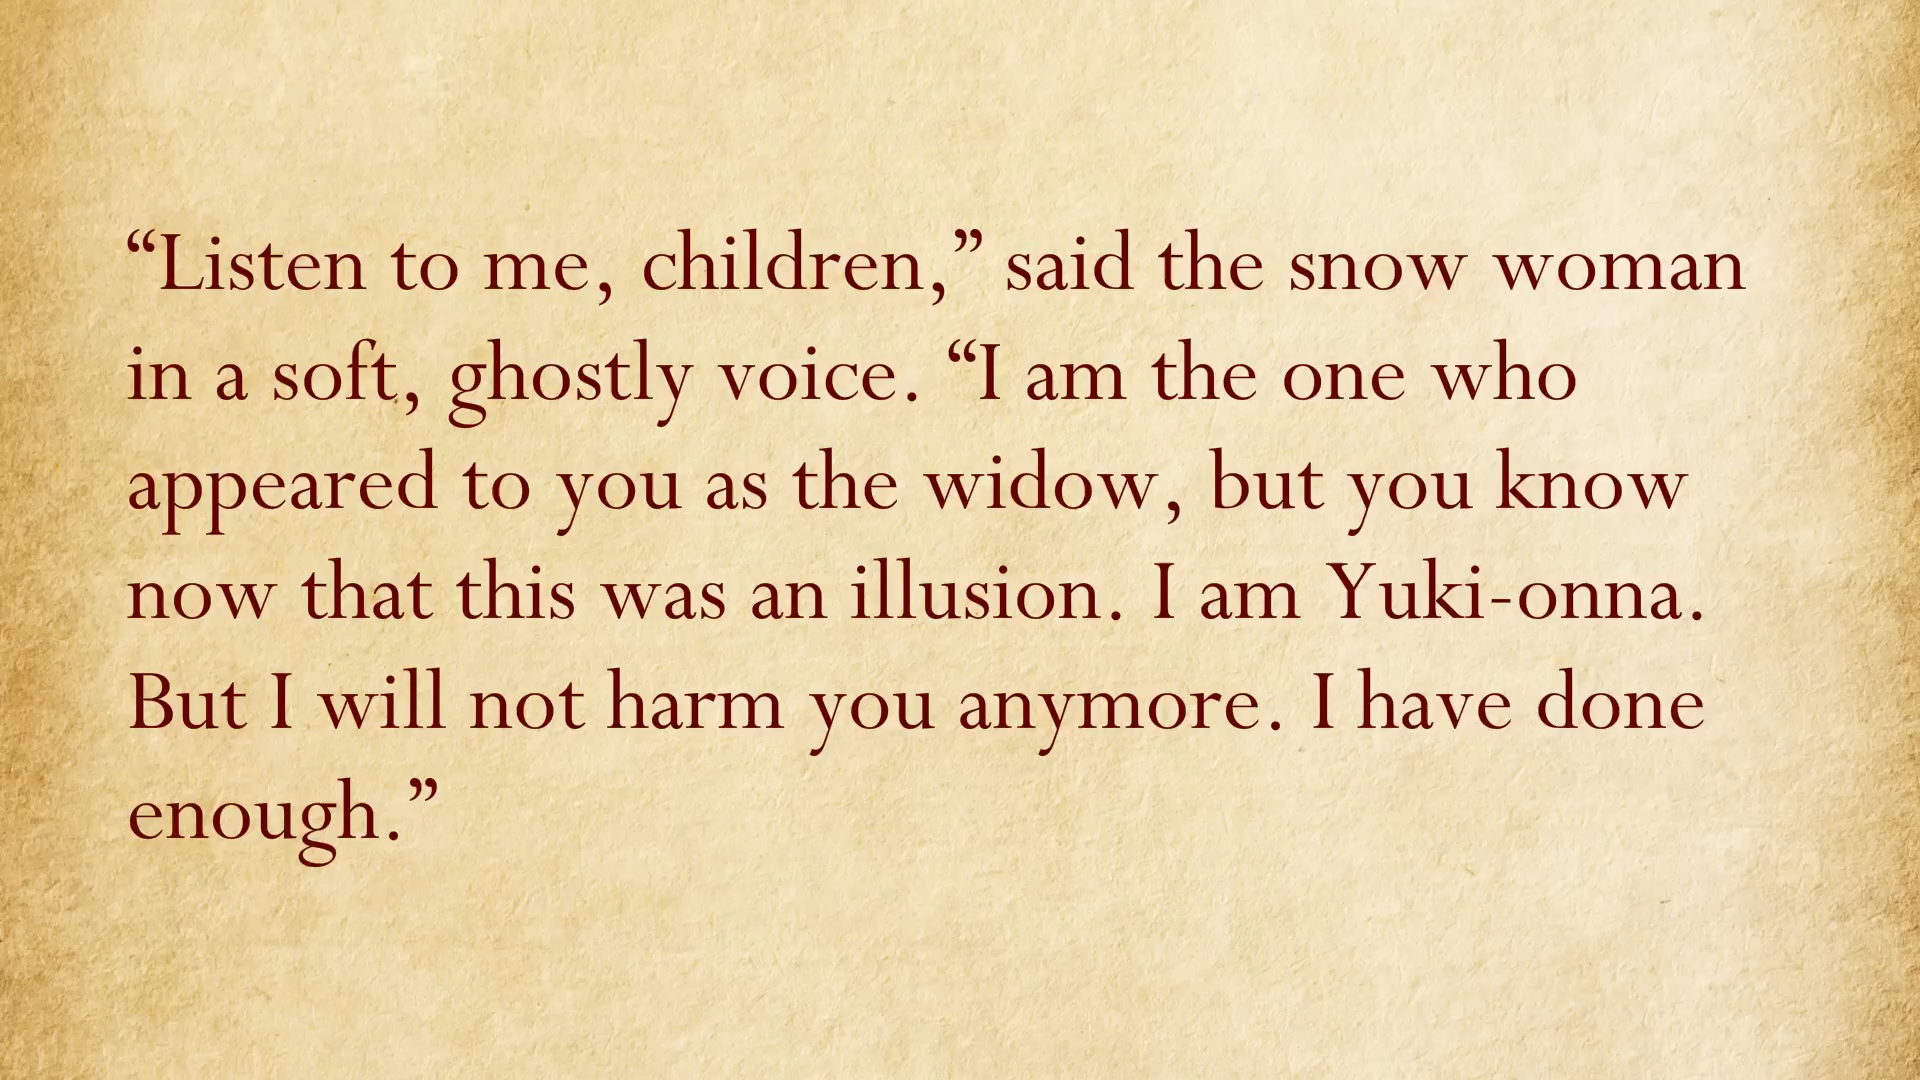 “Listen to me, children,” said the snow woman
in a soft, ghostly voice. “I am the one who
appeared to you as the widow, but you know
now that this was an illusion. I am Yuki-onna.
But I will not harm you anymore. I have done
enough.”